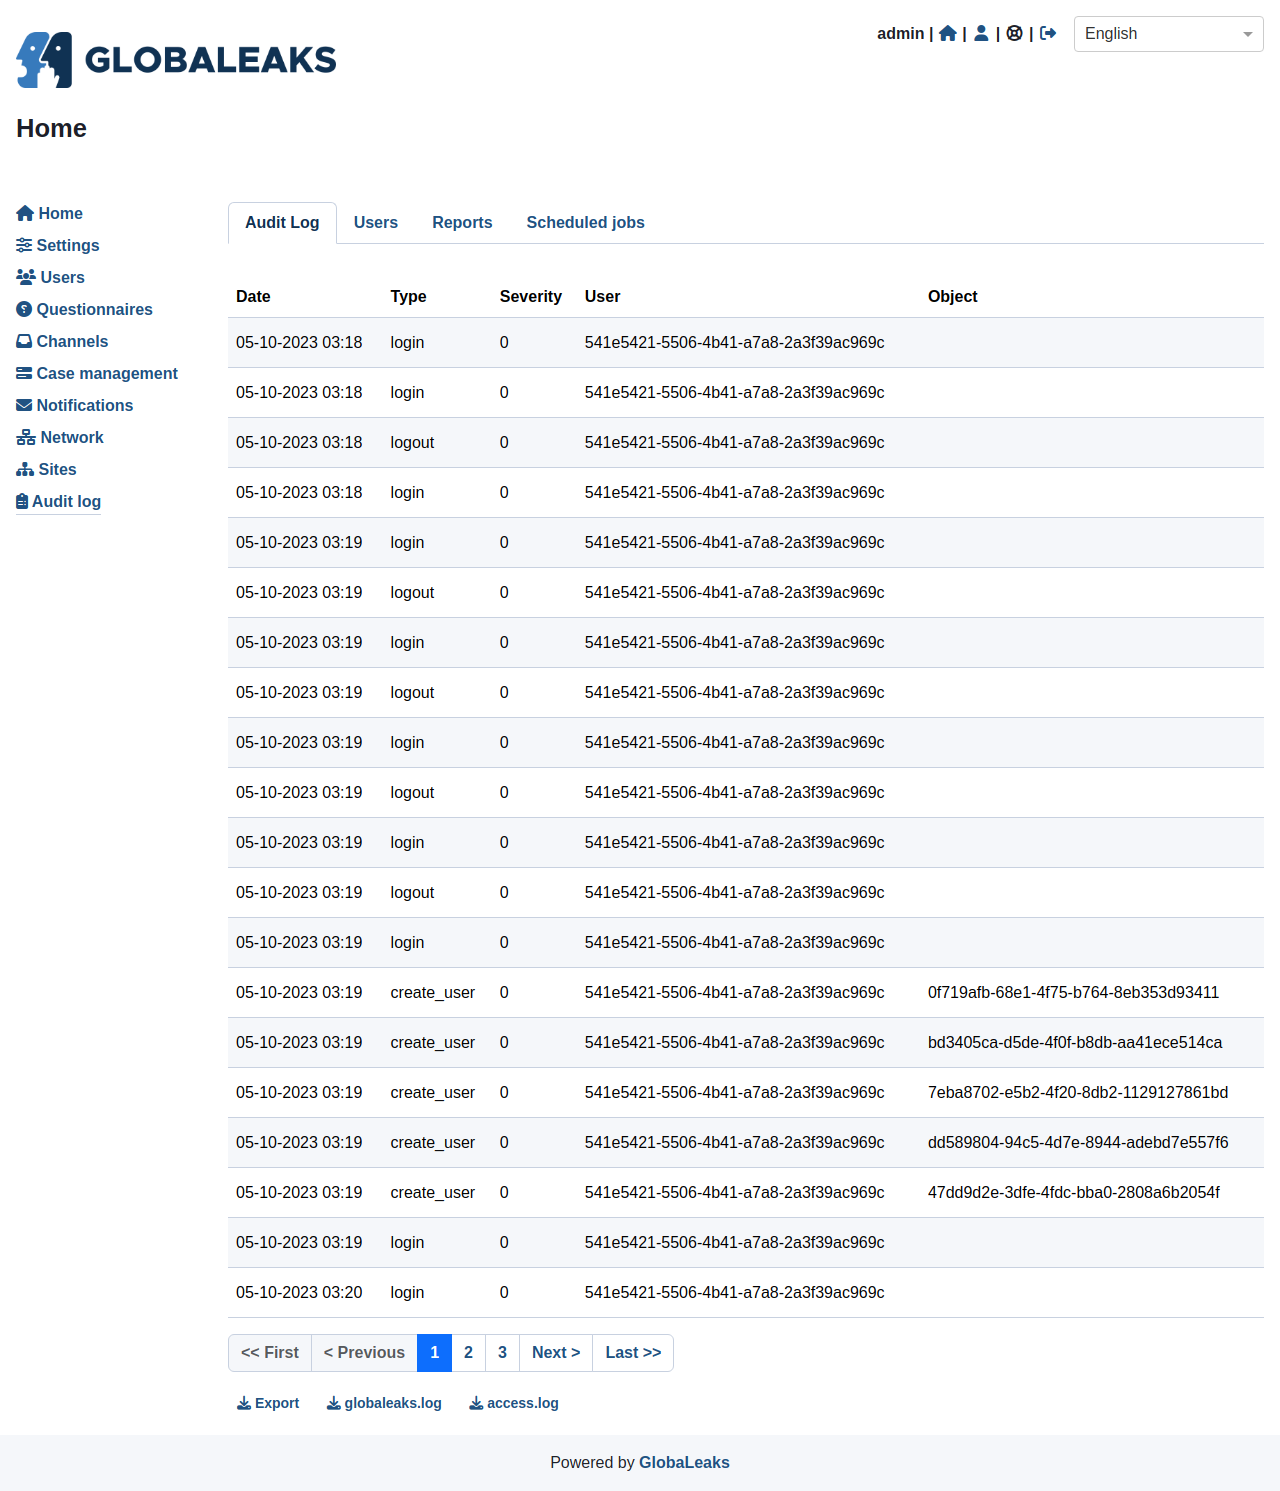 admin | | | | English
GLOBALEAKS
Home
Home
Settings
Users
Questionnaires
Channels
Case management
Notifications
Network
Sites
Audit log
Audit Log Users Reports Scheduled jobs
Date Type Severity User Object
05-10-2023 03:18 login 0 541e5421-5506-4b41-a7a8-2a3f39ac969c
05-10-2023 03:18 login 0 541e5421-5506-4b41-a7a8-2a3f39ac969c
05-10-2023 03:18 logout 0 541e5421-5506-4b41-a7a8-2a3f39ac969c
05-10-2023 03:18 login 0 541e5421-5506-4b41-a7a8-2a3f39ac969c
05-10-2023 03:19 login 0 541e5421-5506-4b41-a7a8-2a3f39ac969c
05-10-2023 03:19 logout 0 541e5421-5506-4b41-a7a8-2a3f39ac969c
05-10-2023 03:19 login 0 541e5421-5506-4b41-a7a8-2a3f39ac969c
05-10-2023 03:19 logout 0 541e5421-5506-4b41-a7a8-2a3f39ac969c
05-10-2023 03:19 login 0 541e5421-5506-4b41-a7a8-2a3f39ac969c
05-10-2023 03:19 logout 0 541e5421-5506-4b41-a7a8-2a3f39ac969c
05-10-2023 03:19 login 0 541e5421-5506-4b41-a7a8-2a3f39ac969c
05-10-2023 03:19 logout 0 541e5421-5506-4b41-a7a8-2a3f39ac969c
05-10-2023 03:19 login 0 541e5421-5506-4b41-a7a8-2a3f39ac969c
05-10-2023 03:19 create_user 0 541e5421-5506-4b41-a7a8-2a3f39ac969c 0f719afb-68e1-4f75-b764-8eb353d93411
05-10-2023 03:19 create_user 0 541e5421-5506-4b41-a7a8-2a3f39ac969c bd3405ca-d5de-4f0f-b8db-aa41ece514ca
05-10-2023 03:19 create_user 0 541e5421-5506-4b41-a7a8-2a3f39ac969c 7eba8702-e5b2-4f20-8db2-1129127861bd
05-10-2023 03:19 create_user 0 541e5421-5506-4b41-a7a8-2a3f39ac969c dd589804-94c5-4d7e-8944-adebd7e557f6
05-10-2023 03:19 create_user 0 541e5421-5506-4b41-a7a8-2a3f39ac969c 47dd9d2e-3dfe-4fdc-bba0-2808a6b2054f
05-10-2023 03:19 login 0 541e5421-5506-4b41-a7a8-2a3f39ac969c
05-10-2023 03:20 login 0 541e5421-5506-4b41-a7a8-2a3f39ac969c
<< First < Previous 1 2 3 Next > Last >>
Export globaleaks.log access.log
Powered by GlobaLeaks